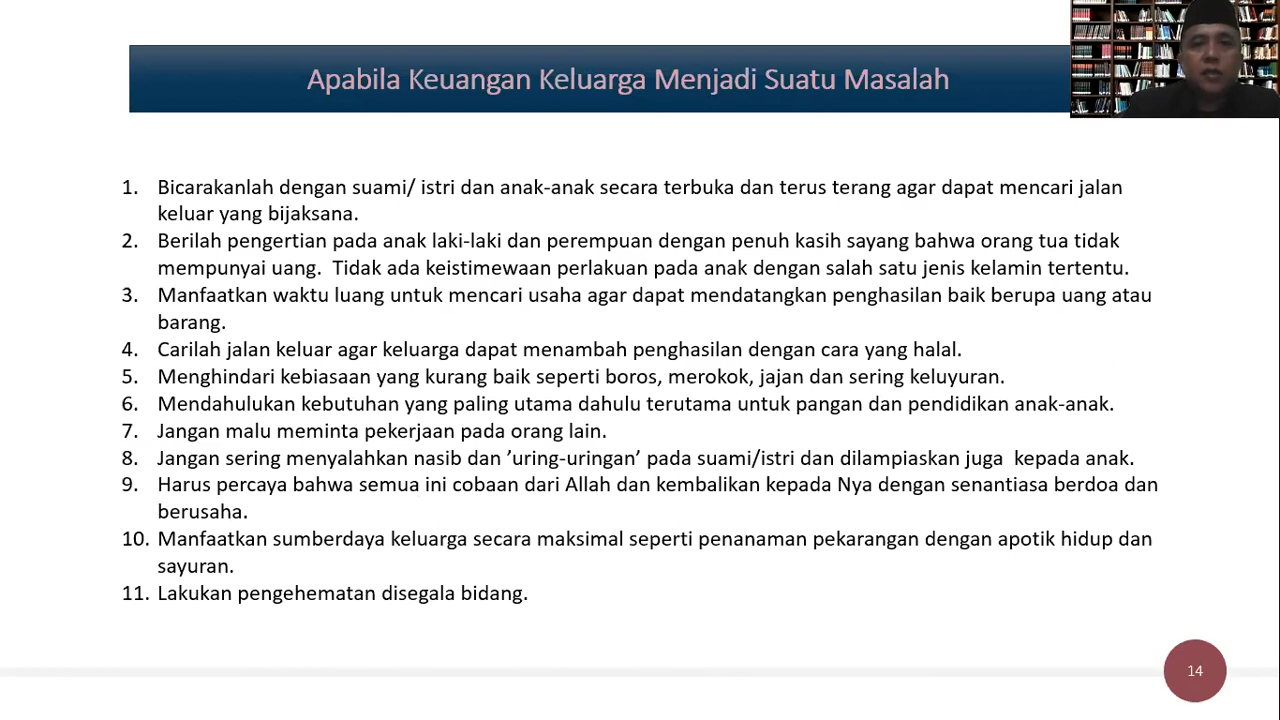 Apabila Keuangan Keluarga Menjadi Suatu Masalah
1. Bicarakanlah dengan suami/ istri dan anak-anak secara terbuka dan terus terang agar dapat mencari jalan
keluar yang bijaksana.
2. Berilah pengertian pada anak laki-laki dan perempuan dengan penuh kasih sayang bahwa orang tua tidak
mempunyai uang.  Tidak ada keistimewaan perlakuan pada anak dengan salah satu jenis kelamin tertentu.
3. Manfaatkan waktu luang untuk mencari usaha agar dapat mendatangkan penghasilan baik berupa uang atau
barang.
4. Carilah jalan keluar agar keluarga dapat menambah penghasilan dengan cara yang halal.
5. Menghindari kebiasaan yang kurang baik seperti boros, merokok, jajan dan sering keluyuran.
6. Mendahulukan kebutuhan yang paling utama dahulu terutama untuk pangan dan pendidikan anak-anak.
7. Jangan malu meminta pekerjaan pada orang lain.
8. Jangan sering menyalahkan nasib dan ’uring-uringan’ pada suami/istri dan dilampiaskan juga  kepada anak.
9. Harus percaya bahwa semua ini cobaan dari Allah dan kembalikan kepada Nya dengan senantiasa berdoa dan
berusaha.
10. Manfaatkan sumberdaya keluarga secara maksimal seperti penanaman pekarangan dengan apotik hidup dan
sayuran.
11. Lakukan pengehematan disegala bidang.
14